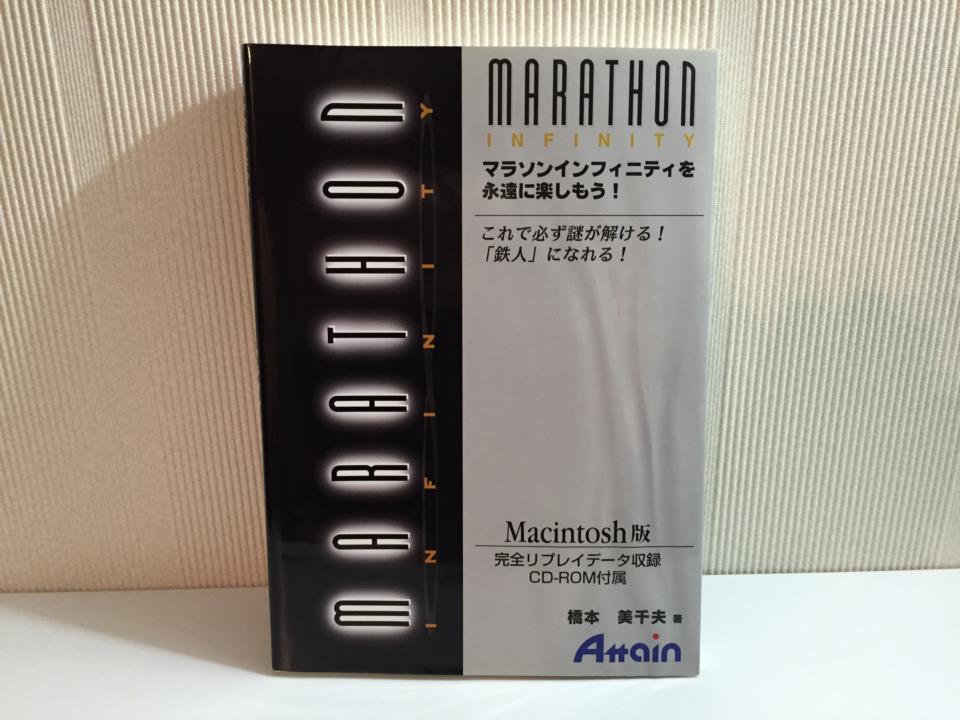 MARATHON
INFINITY
MARATHON
INFINITY
マラソンインフィニティを
永遠に楽しもう!
これで必ず謎が解ける!
「鉄人」になれる!
Macintosh版
完全リプレイデータ収録
CD-ROM付属
橋本 美千夫 著
Attain